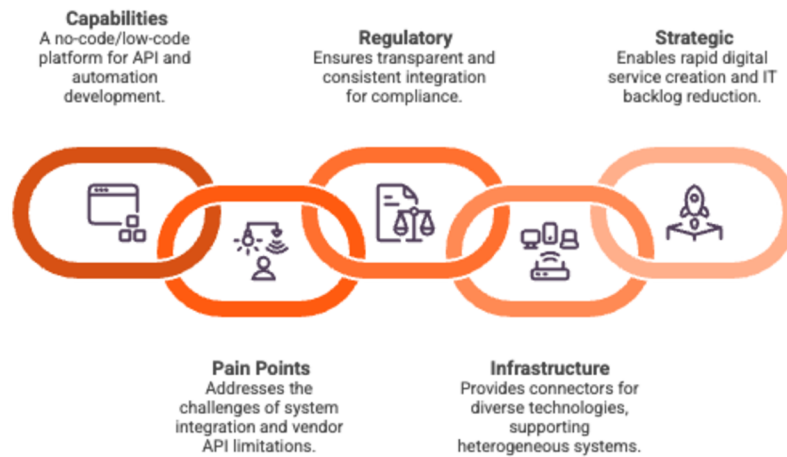 Capabilities
A no-code/low-code
platform for API and
automation
development.
Regulatory
Ensures transparent and
consistent integration
for compliance.
Strategic
Enables rapid digital
service creation and IT
backlog reduction.
Pain Points
Addresses the
challenges of system
integration and vendor
API limitations.
Infrastructure
Provides connectors for
diverse technologies,
supporting
heterogeneous systems.